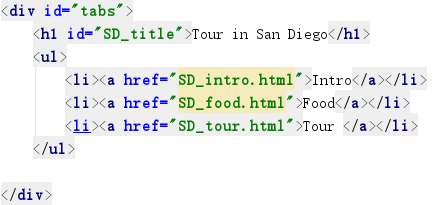 <div id="tabs">
<h1 id="SD_title">Tour in San Diego</h1>
<ul>
<li><a href="SD_intro.html">Intro</a></li>
<li><a href="SD_food.html">Food</a></li>
<li><a href="SD_tour.html">Tour </a></li>
</ul>
</div>